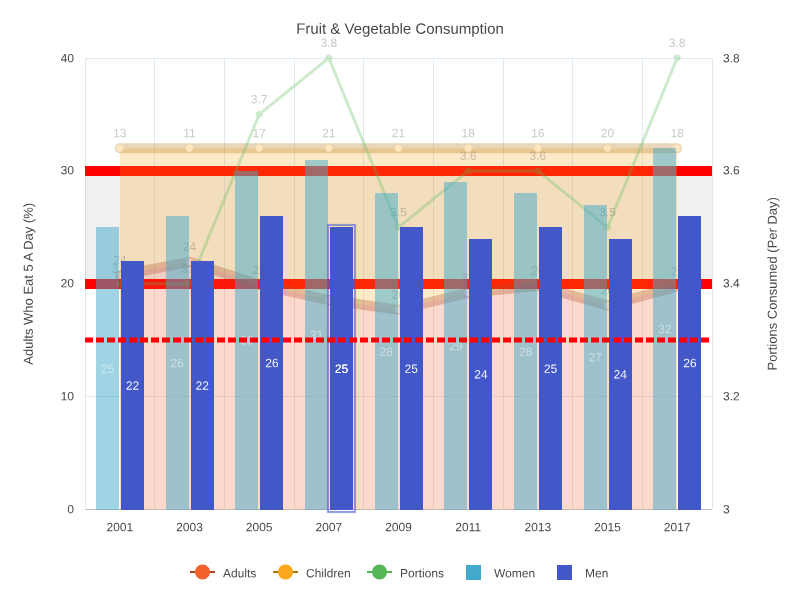 Fruit & Vegetable Consumption
3.8 3.8
40 3.8
3.7
13 11 17 21 21 18 16 20 18
3.6 3.6
30 3.6
3.5 3.5
24
24
20 3.4
Adults Who Eat 5 A Day (%)
Portions Consumed (Per Day)
25 26 31 28 29 28 27 32
22 22 26 25 25 24 25 24 26
10 3.2
0 3
2001 2003 2005 2007 2009 2011 2013 2015 2017
Adults Children Portions Women Men